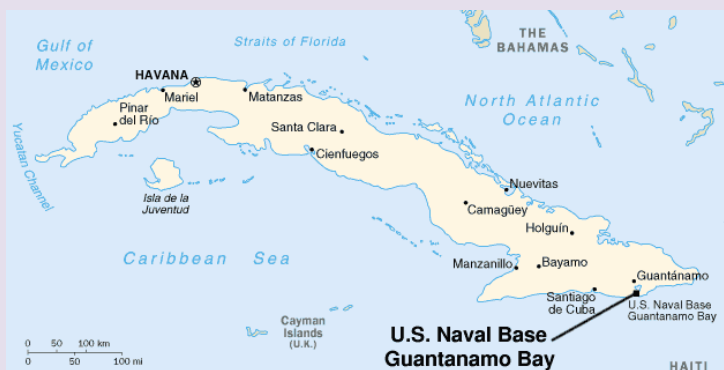 Gulf of
Mexico
Straits of Florida
THE
BAHAMAS
HAVANA
Mariel
Matanzas
Pinar
del Río
North Atlantic
Ocean
Santa Clara
Cienfuegos
Yucatan Channel
Isla de la
Juventud
Nuevitas
Camagüey
Holguín
Caribbean Sea
Manzanillo
Bayamo
Guantánamo
Santiago
de Cuba
U.S. Naval Base
Guantanamo Bay
Cayman
Islands
(U.K.)
U.S. Naval Base
Guantanamo Bay
0 50 100 km
0 50 100 mi
HAITI